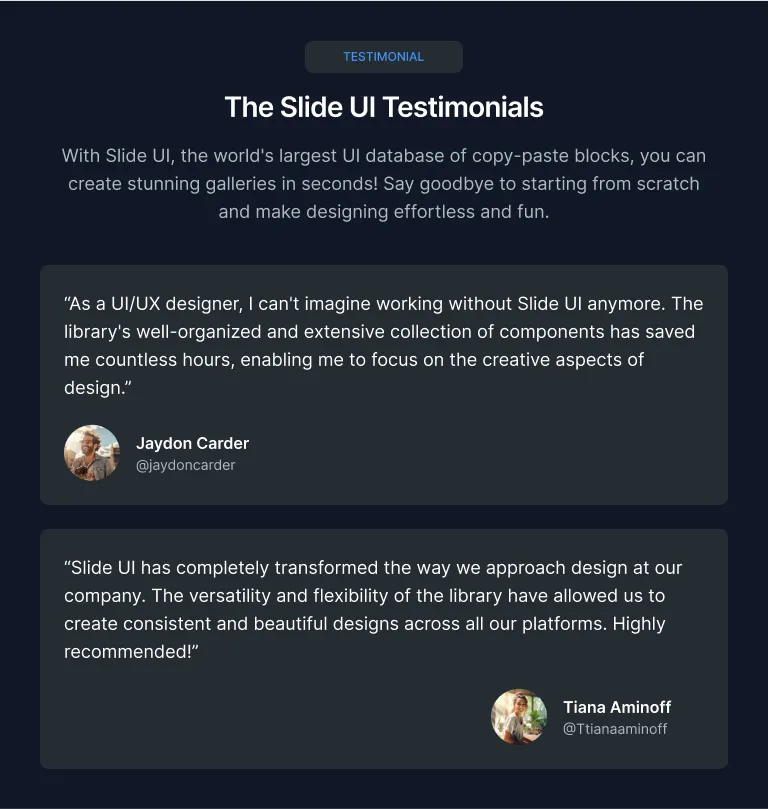 TESTIMONIAL
The Slide UI Testimonials
With Slide UI, the world's largest UI database of copy-paste blocks, you can
create stunning galleries in seconds! Say goodbye to starting from scratch
and make designing effortless and fun.
“As a UI/UX designer, I can't imagine working without Slide UI anymore. The
library's well-organized and extensive collection of components has saved
me countless hours, enabling me to focus on the creative aspects of
design.”
Jaydon Carder
@jaydoncarder
“Slide UI has completely transformed the way we approach design at our
company. The versatility and flexibility of the library have allowed us to
create consistent and beautiful designs across all our platforms. Highly
recommended!”
Tiana Aminoff
@Ttianaaminoff